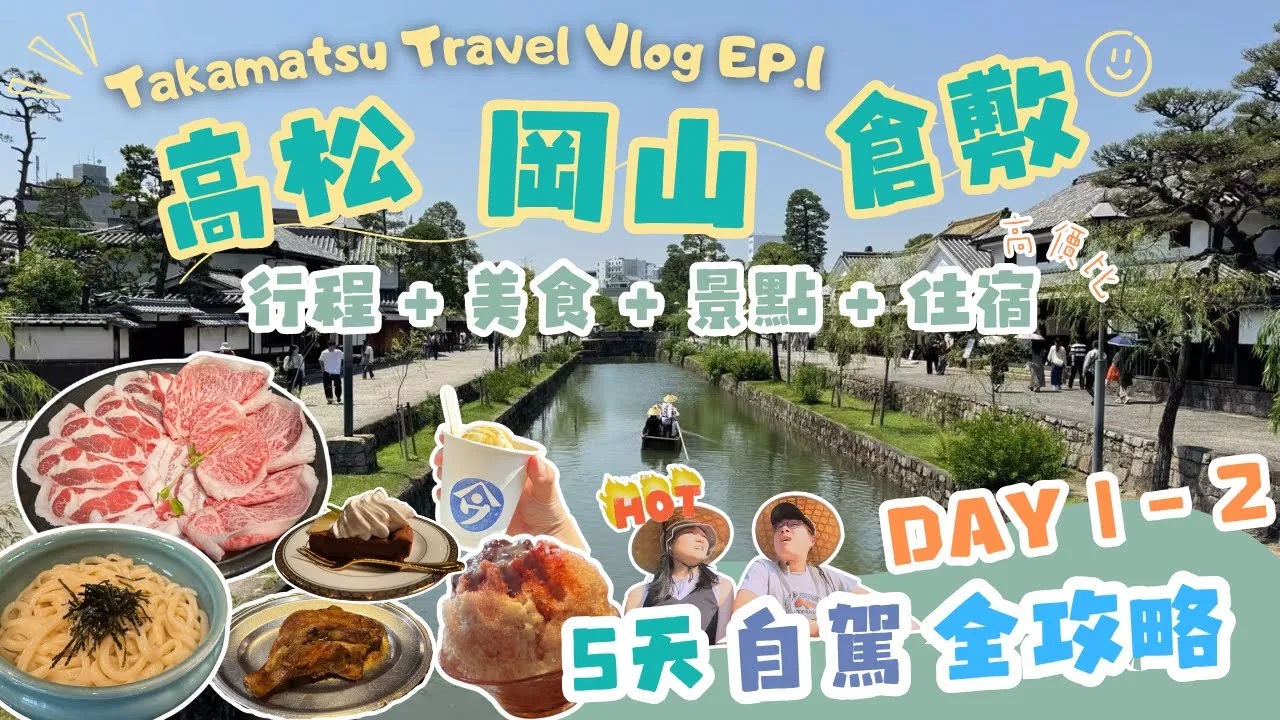 Takamatsu Travel Vlog EP.1
高松 岡山 倉敷
高價比
行程 + 美食 + 景點 + 住宿
HOT
DAY 1 - 2
5天自駕全攻略